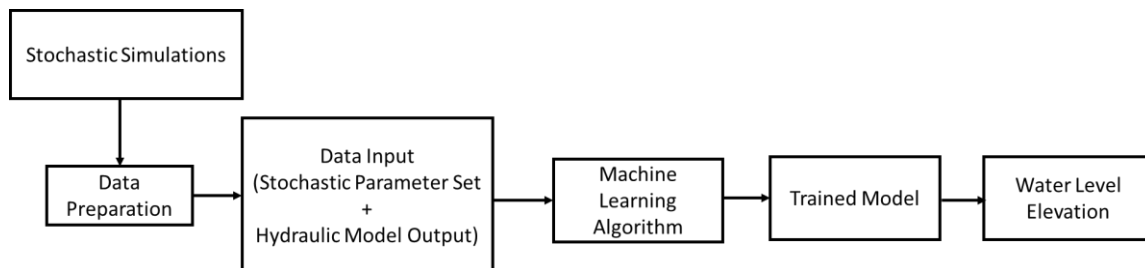 Stochastic Simulations
Data
Preparation
Data Input
(Stochastic Parameter Set
+
Hydraulic Model Output)
Machine
Learning
Algorithm
Trained Model
Water Level
Elevation